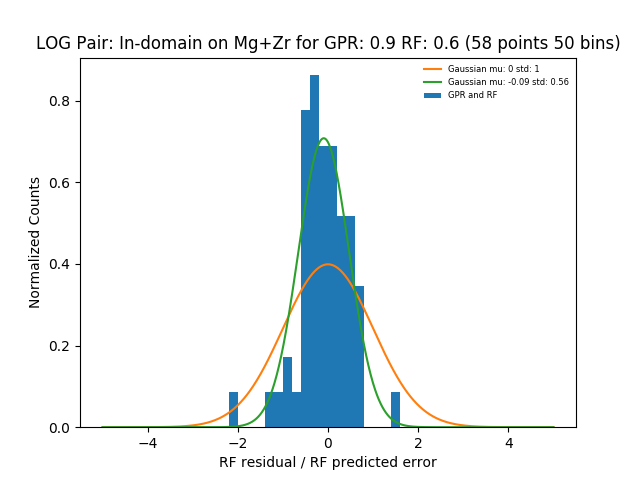 LOG Pair: In-domain on Mg+Zr for GPR: 0.9 RF: 0.6 (58 points 50 bins)
Gaussian mu: 0 std: 1
Gaussian mu: -0.09 std: 0.56
GPR and RF
Normalized Counts
0.8
0.6
0.4
0.2
0.0
−4
−2
0
2
4
RF residual / RF predicted error